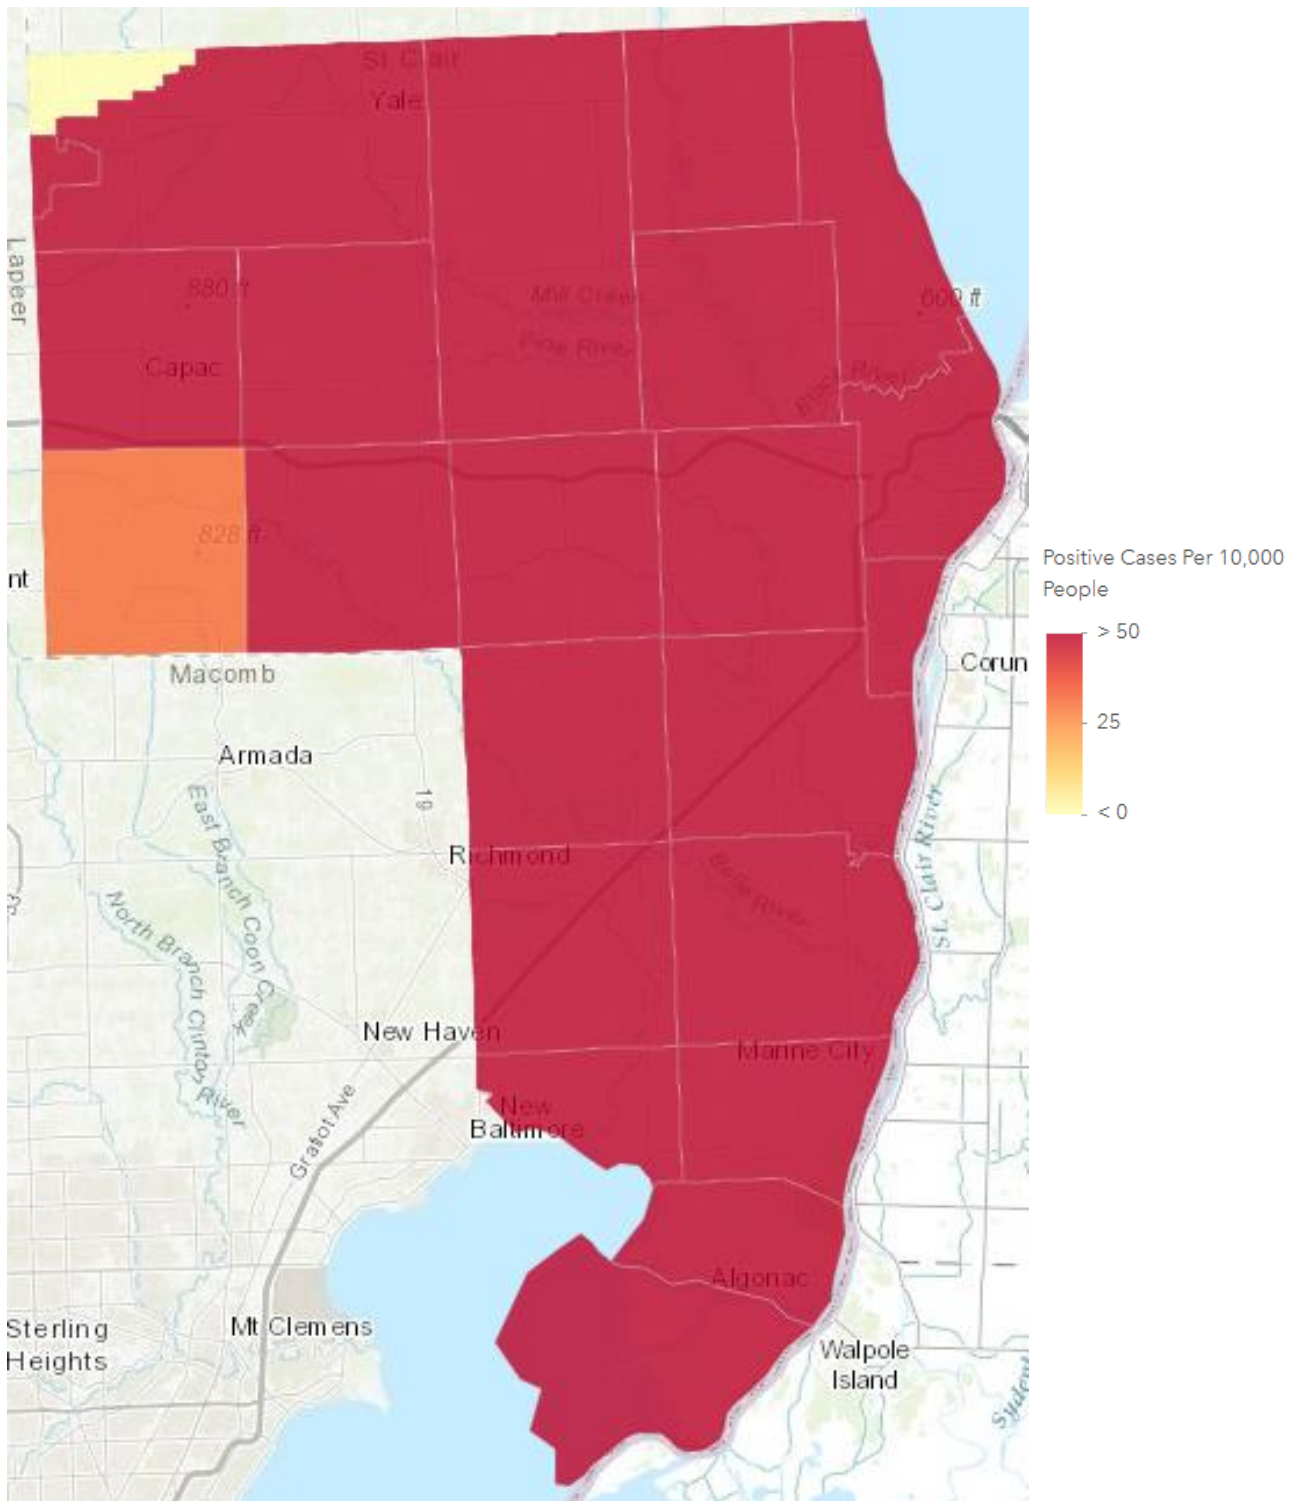 St Clair
Yale
Lapeer
880 ft
Mill Creek
600 ft
Pine River
Capac
Black River
828 ft
nt
Positive Cases Per 10,000
People
> 50
25
< 0
Macomb
Corun
Armada
19
East Branch Coon Creek
St. Clair River
Richmond
Belle River
North Branch Clinton River
New Haven
Marine City
Gratiot Ave
New
Baltimore
Algonac
Sterling
Heights
Mt Clemens
Walpole
Island
Syden